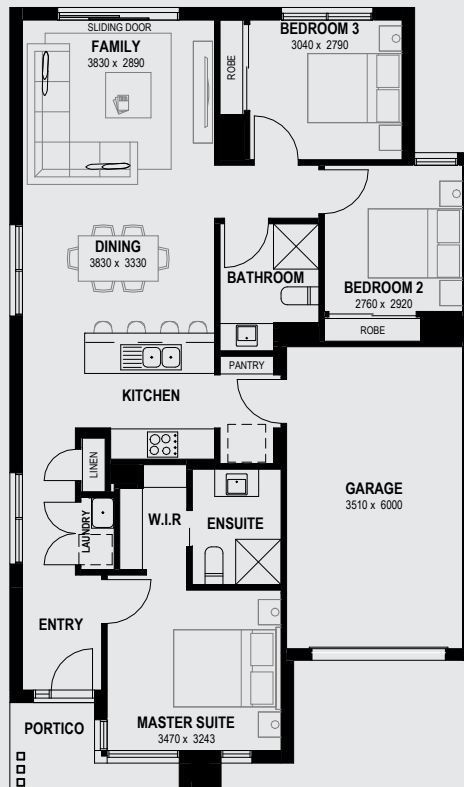 SLIDING DOOR
FAMILY
3830 x 2890
BEDROOM 3
3040 x 2790
ROBE
DINING
3830 x 3330
BATHROOM
BEDROOM 2
2760 x 2920
ROBE
PANTRY
KITCHEN
LINEN
GARAGE
3510 x 6000
W.I.R
ENSUITE
LAUNDRY
ENTRY
PORTICO
MASTER SUITE
3470 x 3243